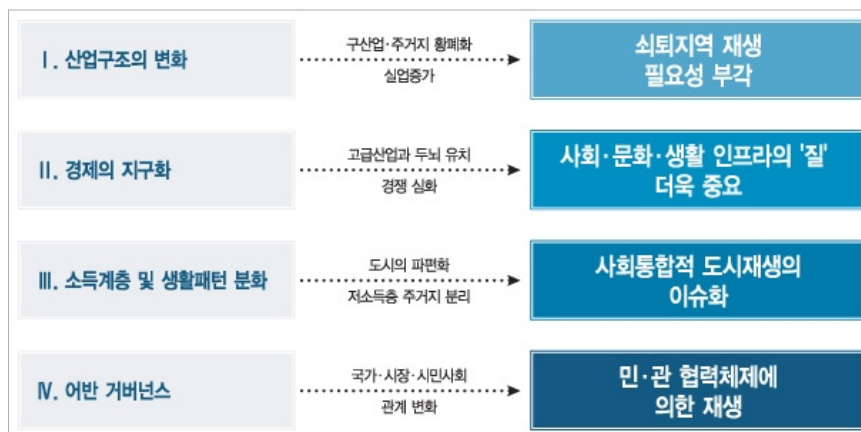 Ⅰ. 산업구조의 변화
구산업·주거지 황폐화
실업증가
쇠퇴지역 재생
필요성 부각
Ⅱ. 경제의 지구화
고급산업과 두뇌 유치
경쟁 심화
사회·문화·생활 인프라의 '질'
더욱 중요
Ⅲ. 소득계층 및 생활패턴 분화
도시의 파편화
저소득층 주거지 분리
사회통합적 도시재생의
이슈화
Ⅳ. 어반 거버넌스
국가·시장·시민사회
관계 변화
민·관 협력체제에
의한 재생